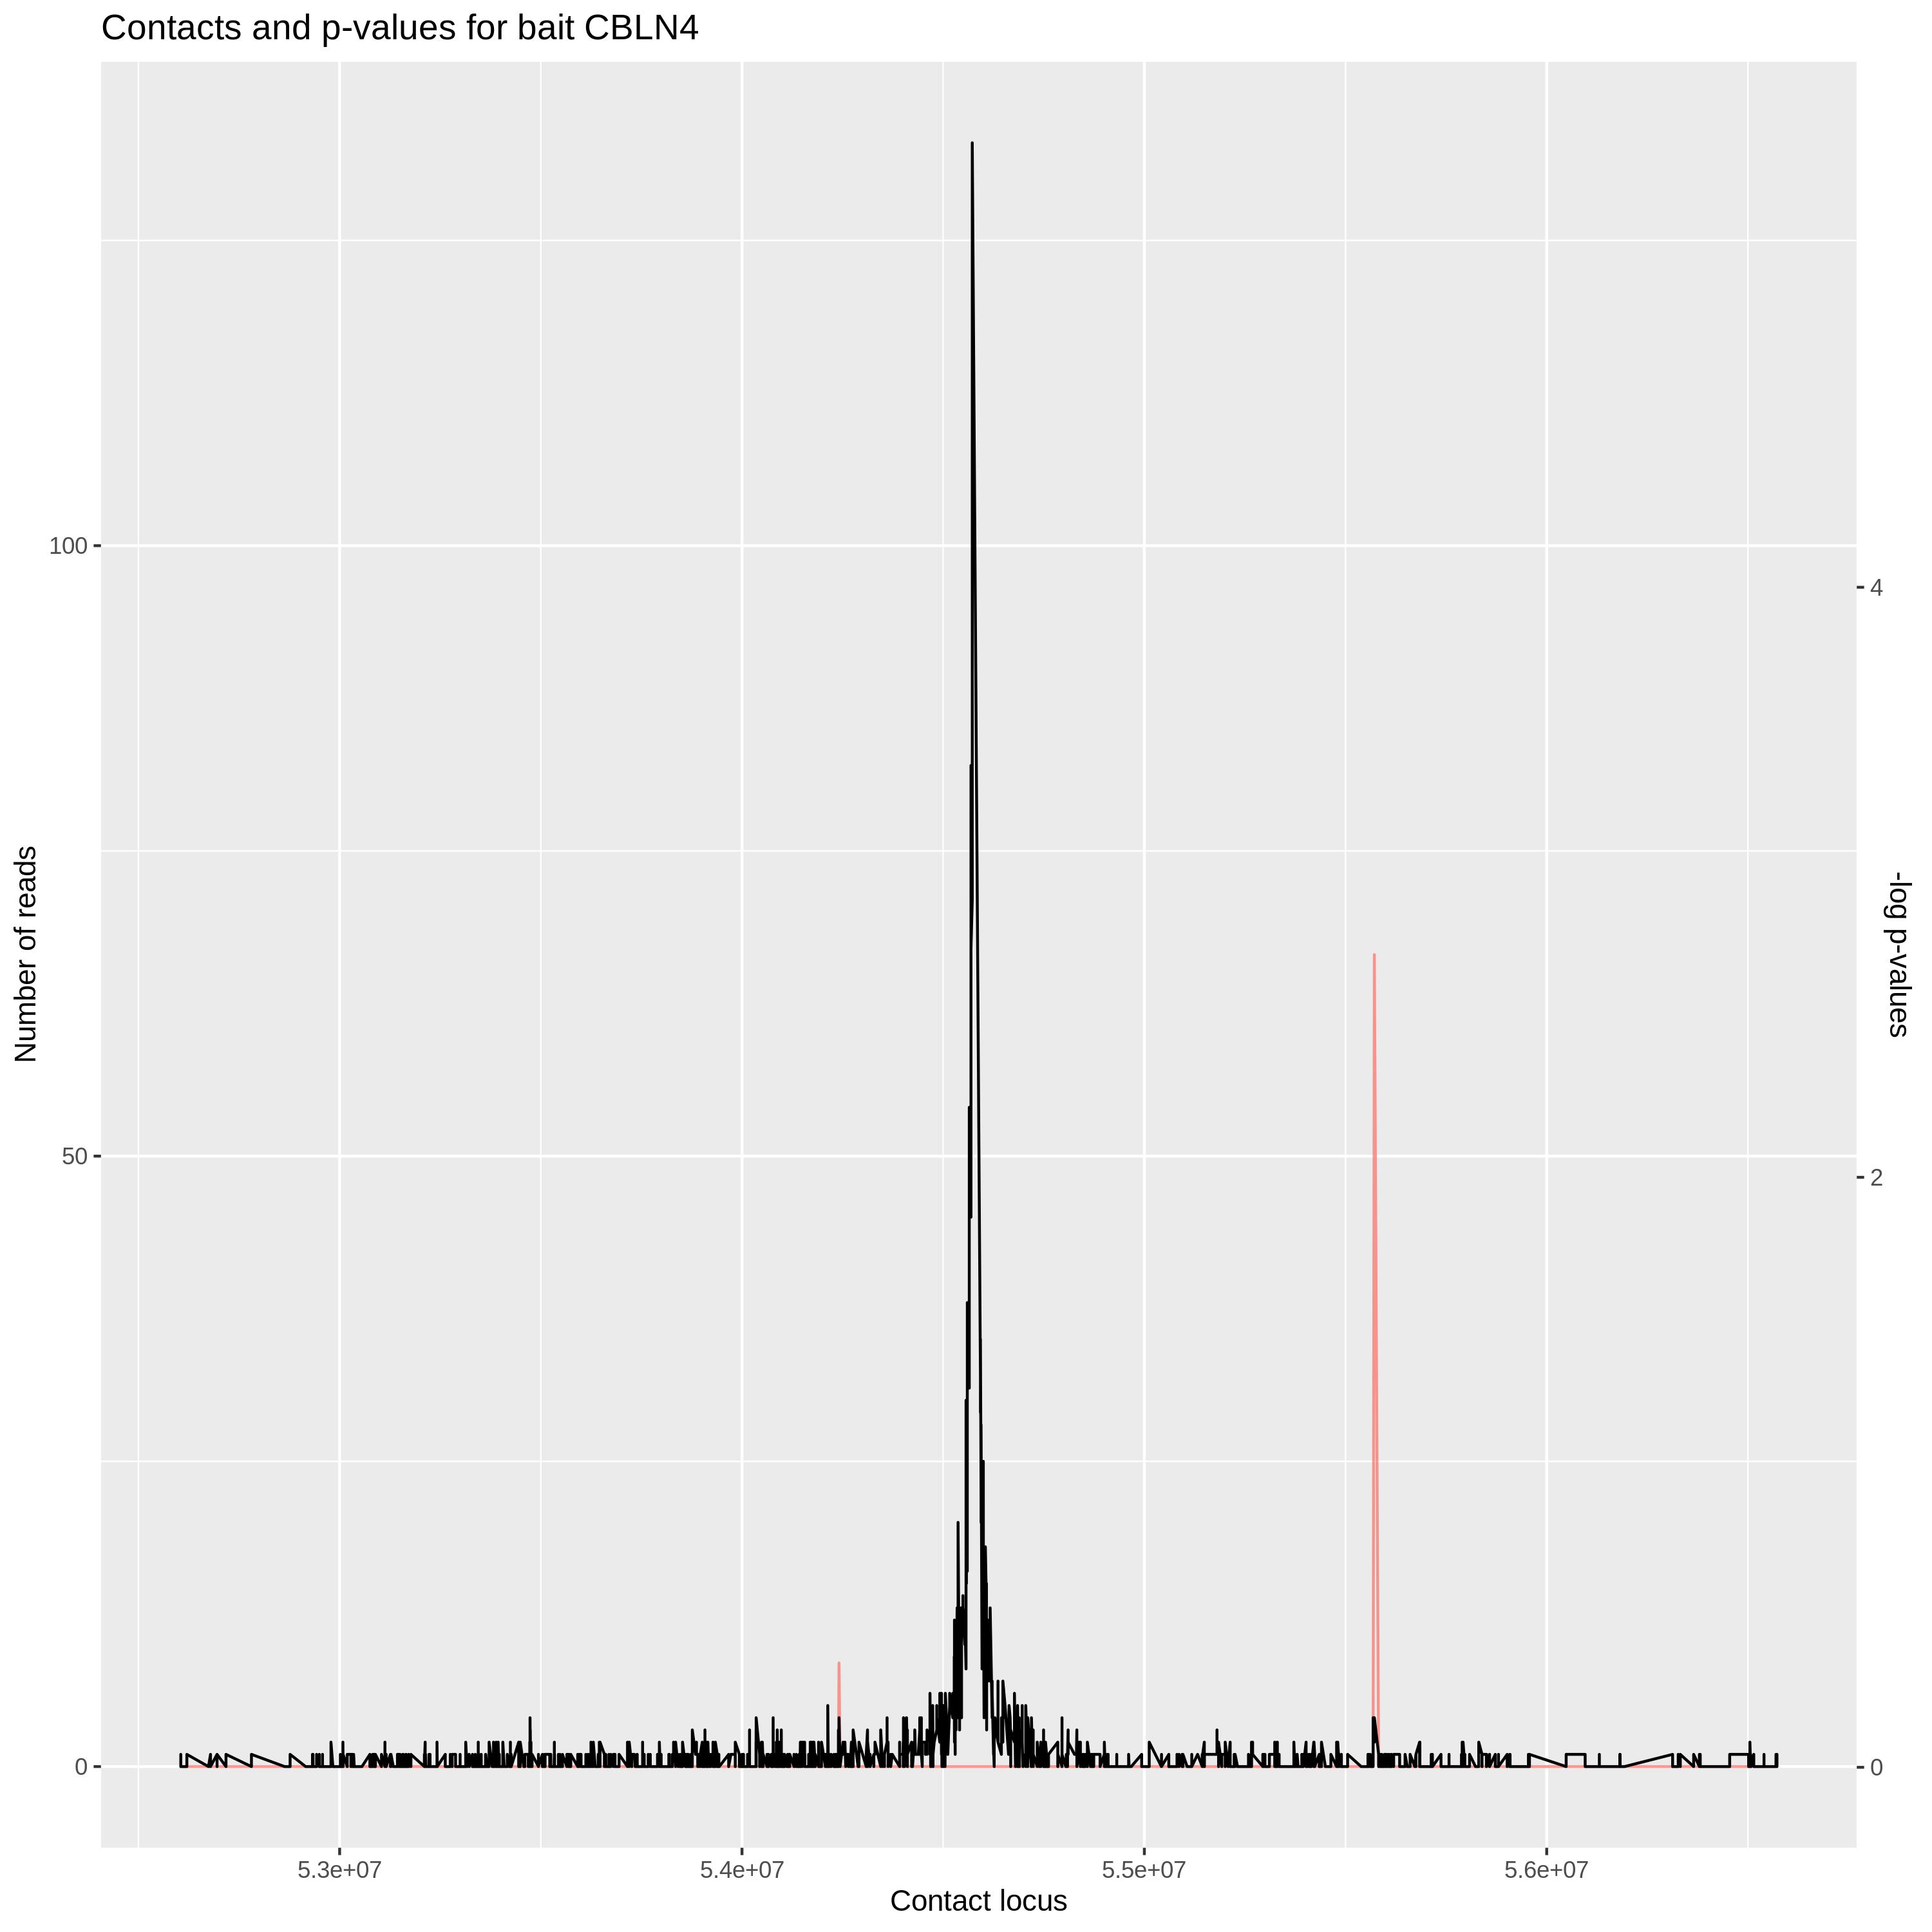 Contacts and p-values for bait CBLN4
100
50
0
Number of reads
4
2
0
-log p-values
5.3e+07
5.4e+07
5.5e+07
5.6e+07
Contact locus